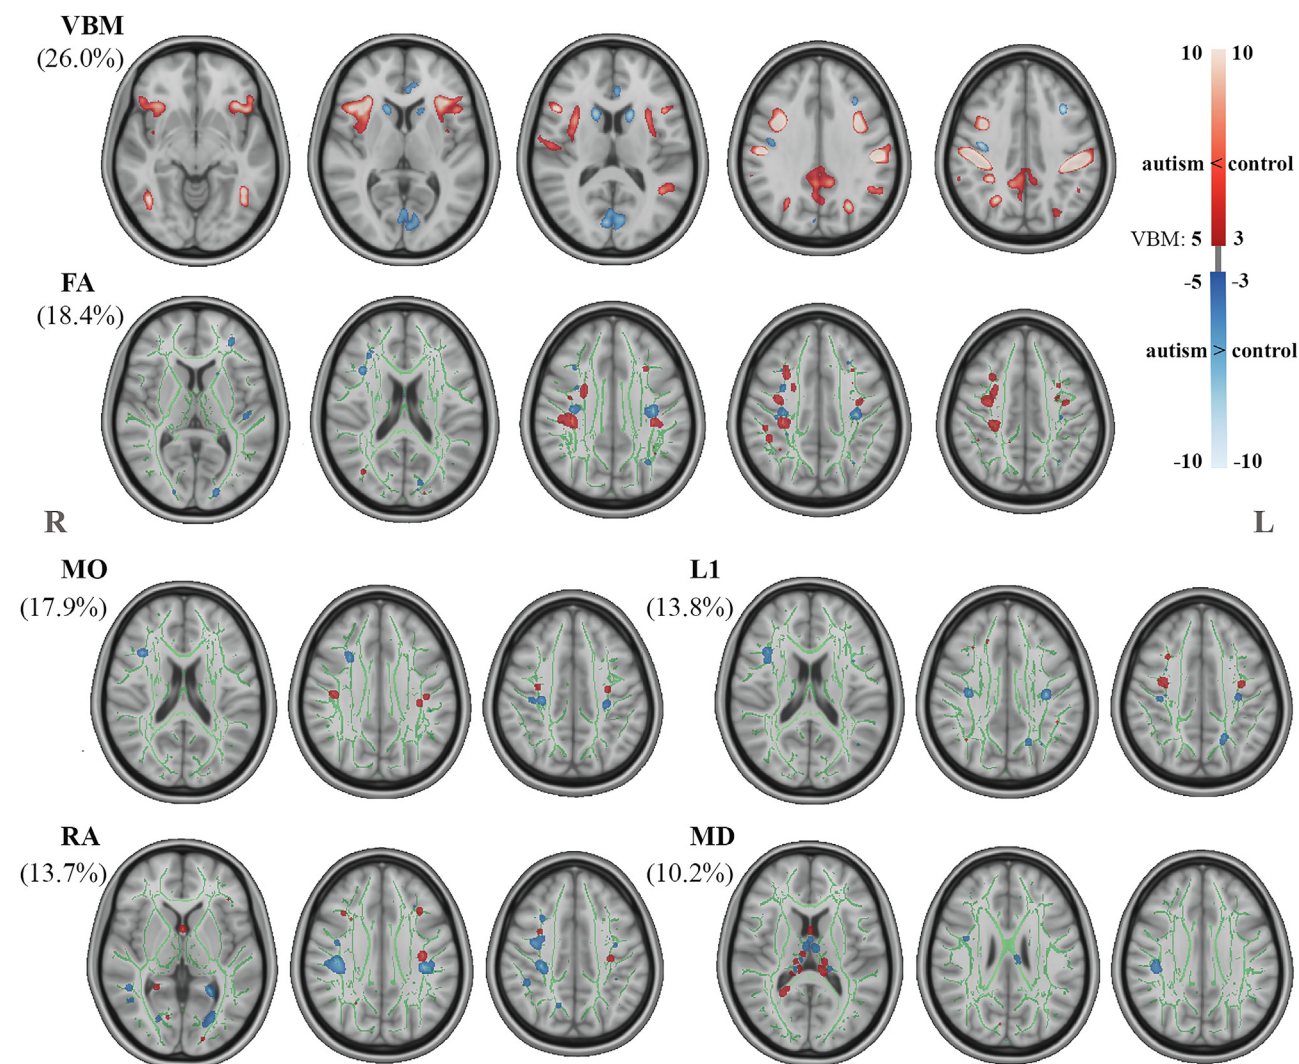 VBM
(26.0%)
10 10
autism < control
VBM: 5 3
-5 -3
autism > control
-10 -10
FA
(18.4%)
R L
MO
(17.9%)
L1
(13.8%)
RA
(13.7%)
MD
(10.2%)